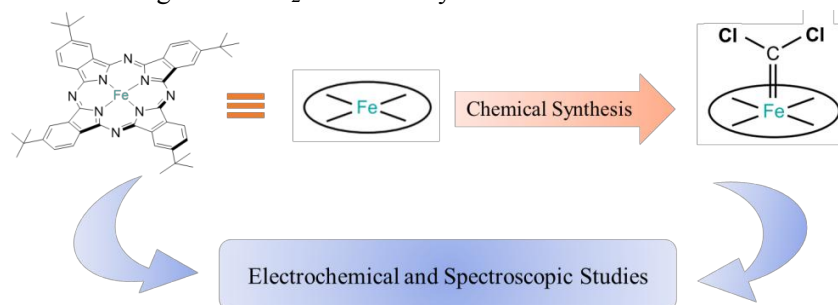 Cl Cl
C
N
N N
Fe
N N
N N
N
Fe
Chemical Synthesis
Fe
Electrochemical and Spectroscopic Studies